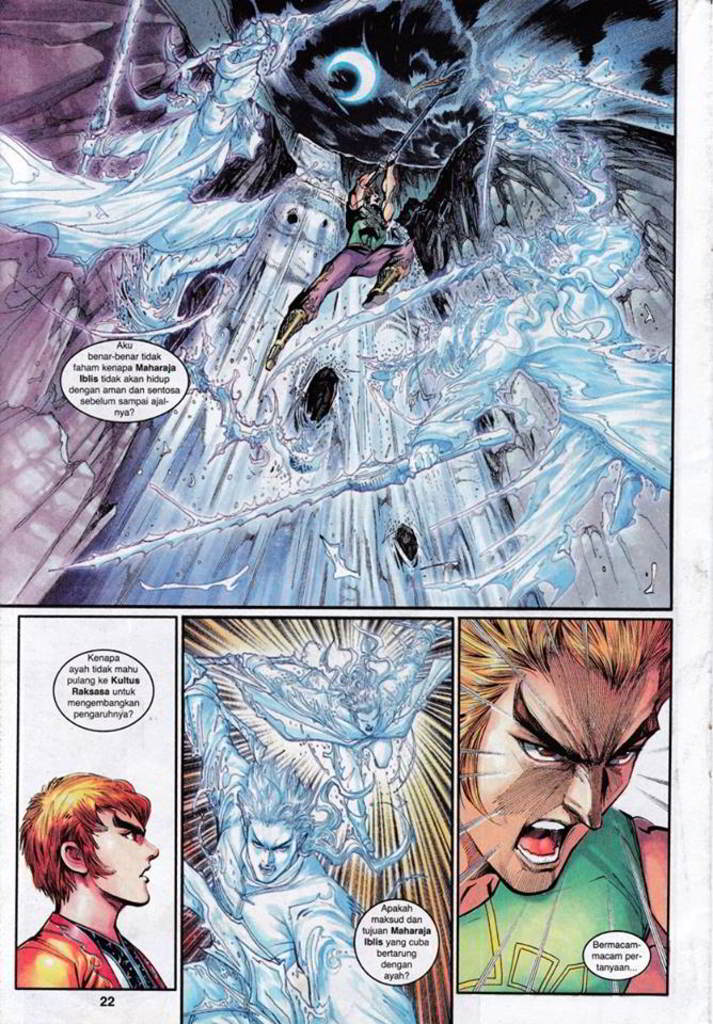 Aku
benar-benar tidak
faham kenapa Maharaja
Iblis tidak akan hidup
dengan aman dan sentosa
sebelum sampai ajal-
nya?
Kenapa
ayah tidak mahu
pulang ke Kultus
Raksasa untuk
mengembangkan
pengaruhnya?
Apakah
maksud dan
tujuan Maharaja
Iblis yang cuba
bertarung
dengan
ayah?
Bermacam-
macam per-
tanyaan...
22